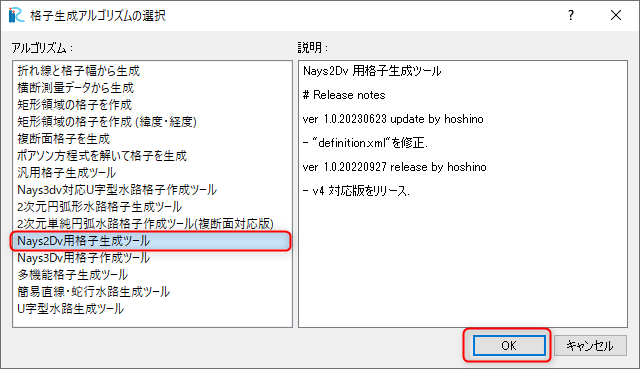 格子生成アルゴリズムの選択
アルゴリズム：
折れ線と格子幅から生成
横断測量データから生成
矩形領域の格子を作成
矩形領域の格子を作成 (緯度・経度)
複断面格子を生成
ポアソン方程式を解いて格子を生成
汎用格子生成ツール
Nays3dv対応U字型水路格子作成ツール
2次元円弧形水路格子生成ツール
2次元単純円弧水路格子作成ツール(複断面対応版)
Nays2Dv用格子生成ツール
Nays3Dv用格子作成ツール
多機能格子生成ツール
簡易直線・蛇行水路生成ツール
U字型水路生成ツール
説明：
Nays2Dv 用格子生成ツール
# Release notes
ver 1.0.20230623 update by hoshino
- "definition.xml"を修正.
ver 1.0.20220927 release by hoshino
- v4 対応版をリリース.
OK
キャンセル